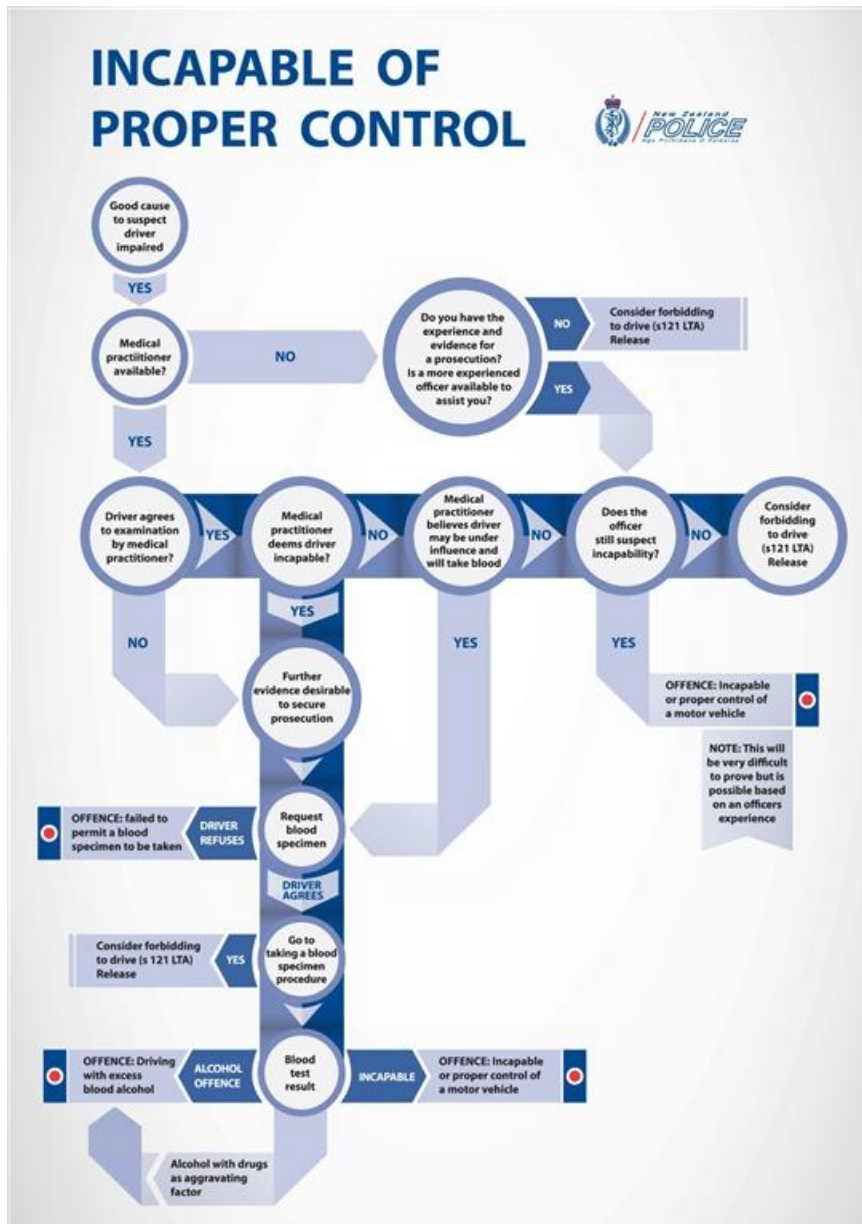 INCAPABLE OF
PROPER CONTROL
New Zealand
POLICE
Good cause
to suspect
driver
impaired
YES
Medical
practiitioner
available?
NO
Do you have the
experience and
evidence for
a prosecution?
Is a more experienced
officer available to
assist you?
NO
Consider forbidding
to drive (s121 LTA)
Release
YES
YES
Driver agrees
to examination
by medical
practitioner?
YES
Medical
practitioner
deems driver
incapable?
NO
Medical
practitioner
believes driver
may be under
influence and
will take blood
NO
Does the
officer
still suspect
incapability?
NO
Consider
forbidding
to drive
(s121 LTA)
Release
NO
YES
YES
YES
Further
evidence desirable
to secure
prosecution
OFFENCE: Incapable
or proper control of
a motor vehicle
NOTE: This will
be very difficult
to prove but is
possible based
on an officers
experience
OFFENCE: failed to
permit a blood
specimen to be taken
DRIVER
REFUSES
Request
blood
specimen
DRIVER
AGREES
Consider forbidding
to drive (s 121 LTA)
Release
YES
Go to
taking a blood
specimen
procedure
OFFENCE: Driving
with excess
blood alcohol
ALCOHOL
OFFENCE
Blood
test
result
INCAPABLE
OFFENCE: Incapable
or proper control of
a motor vehicle
Alcohol with drugs
as aggravating
factor